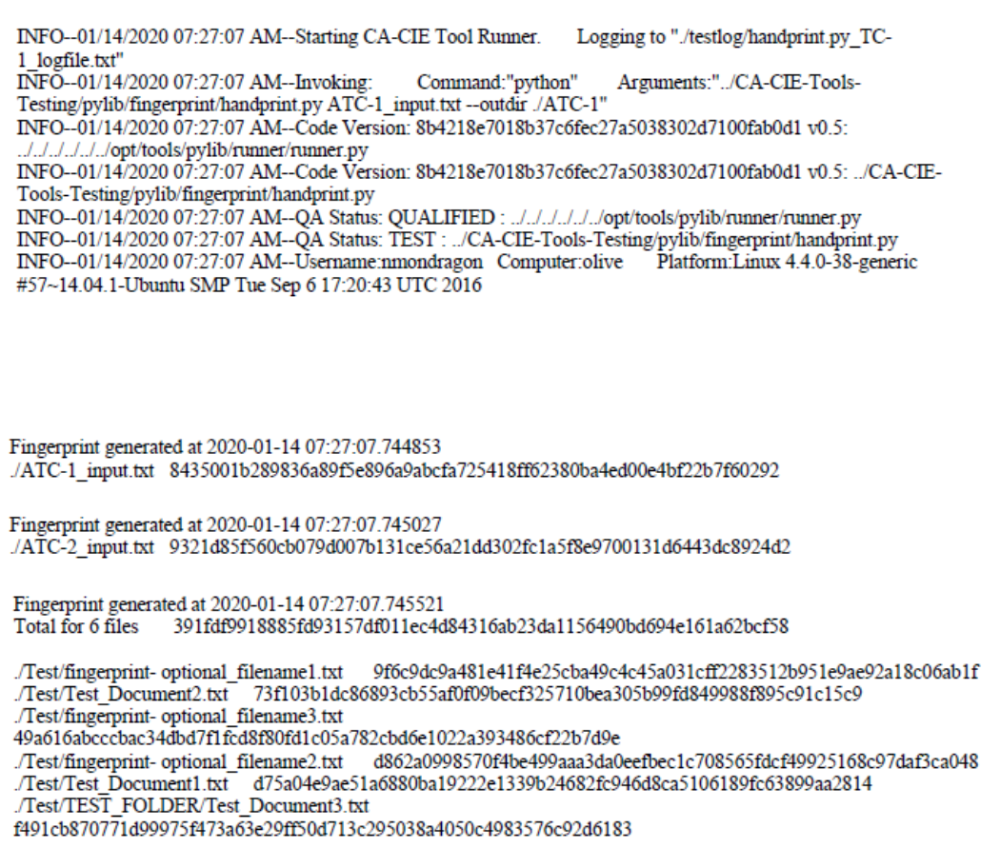 INFO--01/14/2020 07:27:07 AM--Starting CA-CIE Tool Runner. Logging to "./testlog/handprint.py_TC-
1_logfile.txt"
INFO--01/14/2020 07:27:07 AM--Invoking: Command:"python" Arguments:"../CA-CIE-Tools-
Testing/pylib/fingerprint/handprint.py ATC-1_input.txt --outdir ./ATC-1"
INFO--01/14/2020 07:27:07 AM--Code Version: 8b4218e7018b37c6fec27a5038302d7100fab0d1 v0.5:
../../../../../../opt/tools/pylib/runner/runner.py
INFO--01/14/2020 07:27:07 AM--Code Version: 8b4218e7018b37c6fec27a5038302d7100fab0d1 v0.5: ../CA-CIE-
Tools-Testing/pylib/fingerprint/handprint.py
INFO--01/14/2020 07:27:07 AM--QA Status: QUALIFIED : ../../../../../../opt/tools/pylib/runner/runner.py
INFO--01/14/2020 07:27:07 AM--QA Status: TEST : ../CA-CIE-Tools-Testing/pylib/fingerprint/handprint.py
INFO--01/14/2020 07:27:07 AM--Username:nmondragon Computer:olive Platform:Linux 4.4.0-38-generic
#57~14.04.1-Ubuntu SMP Tue Sep 6 17:20:43 UTC 2016
Fingerprint generated at 2020-01-14 07:27:07.744853
./ATC-1_input.txt 8435001b289836a89f5e896a9abcfa725418ff62380ba4ed00e4bf22b7f60292
Fingerprint generated at 2020-01-14 07:27:07.745027
./ATC-2_input.txt 9321d85f560cb079d007b131ce56a21dd302fc1a5f8e9700131d6443dc8924d2
Fingerprint generated at 2020-01-14 07:27:07.745521
Total for 6 files 391fdf9918885fd93157df011ec4d84316ab23da1156490bd694e161a62bcf58
./Test/fingerprint- optional_filename1.txt 9f6c9dc9a481e41f4e25cba49c4c45a031cff2283512b951e9ae92a18c06ab1f
./Test/Test_Document2.txt 73f103b1dc86893cb55af0f09becf325710bea305b99fd849988f895c91c15c9
./Test/fingerprint- optional_filename3.txt
49a616abcccbac34dbd7f1fcd8f80fd1c05a782cbd6e1022a393486cf22b7d9e
./Test/fingerprint- optional_filename2.txt d862a0998570f4be499aaa3da0eefbec1c708565fdcf49925168c97daf3ca048
./Test/Test_Document1.txt d75a04e9ae51a6880ba19222e1339b24682fc946d8ca5106189fc63899aa2814
./Test/TEST_FOLDER/Test_Document3.txt
f491cb870771d99975f473a63e29ff50d713c295038a4050c4983576c92d6183